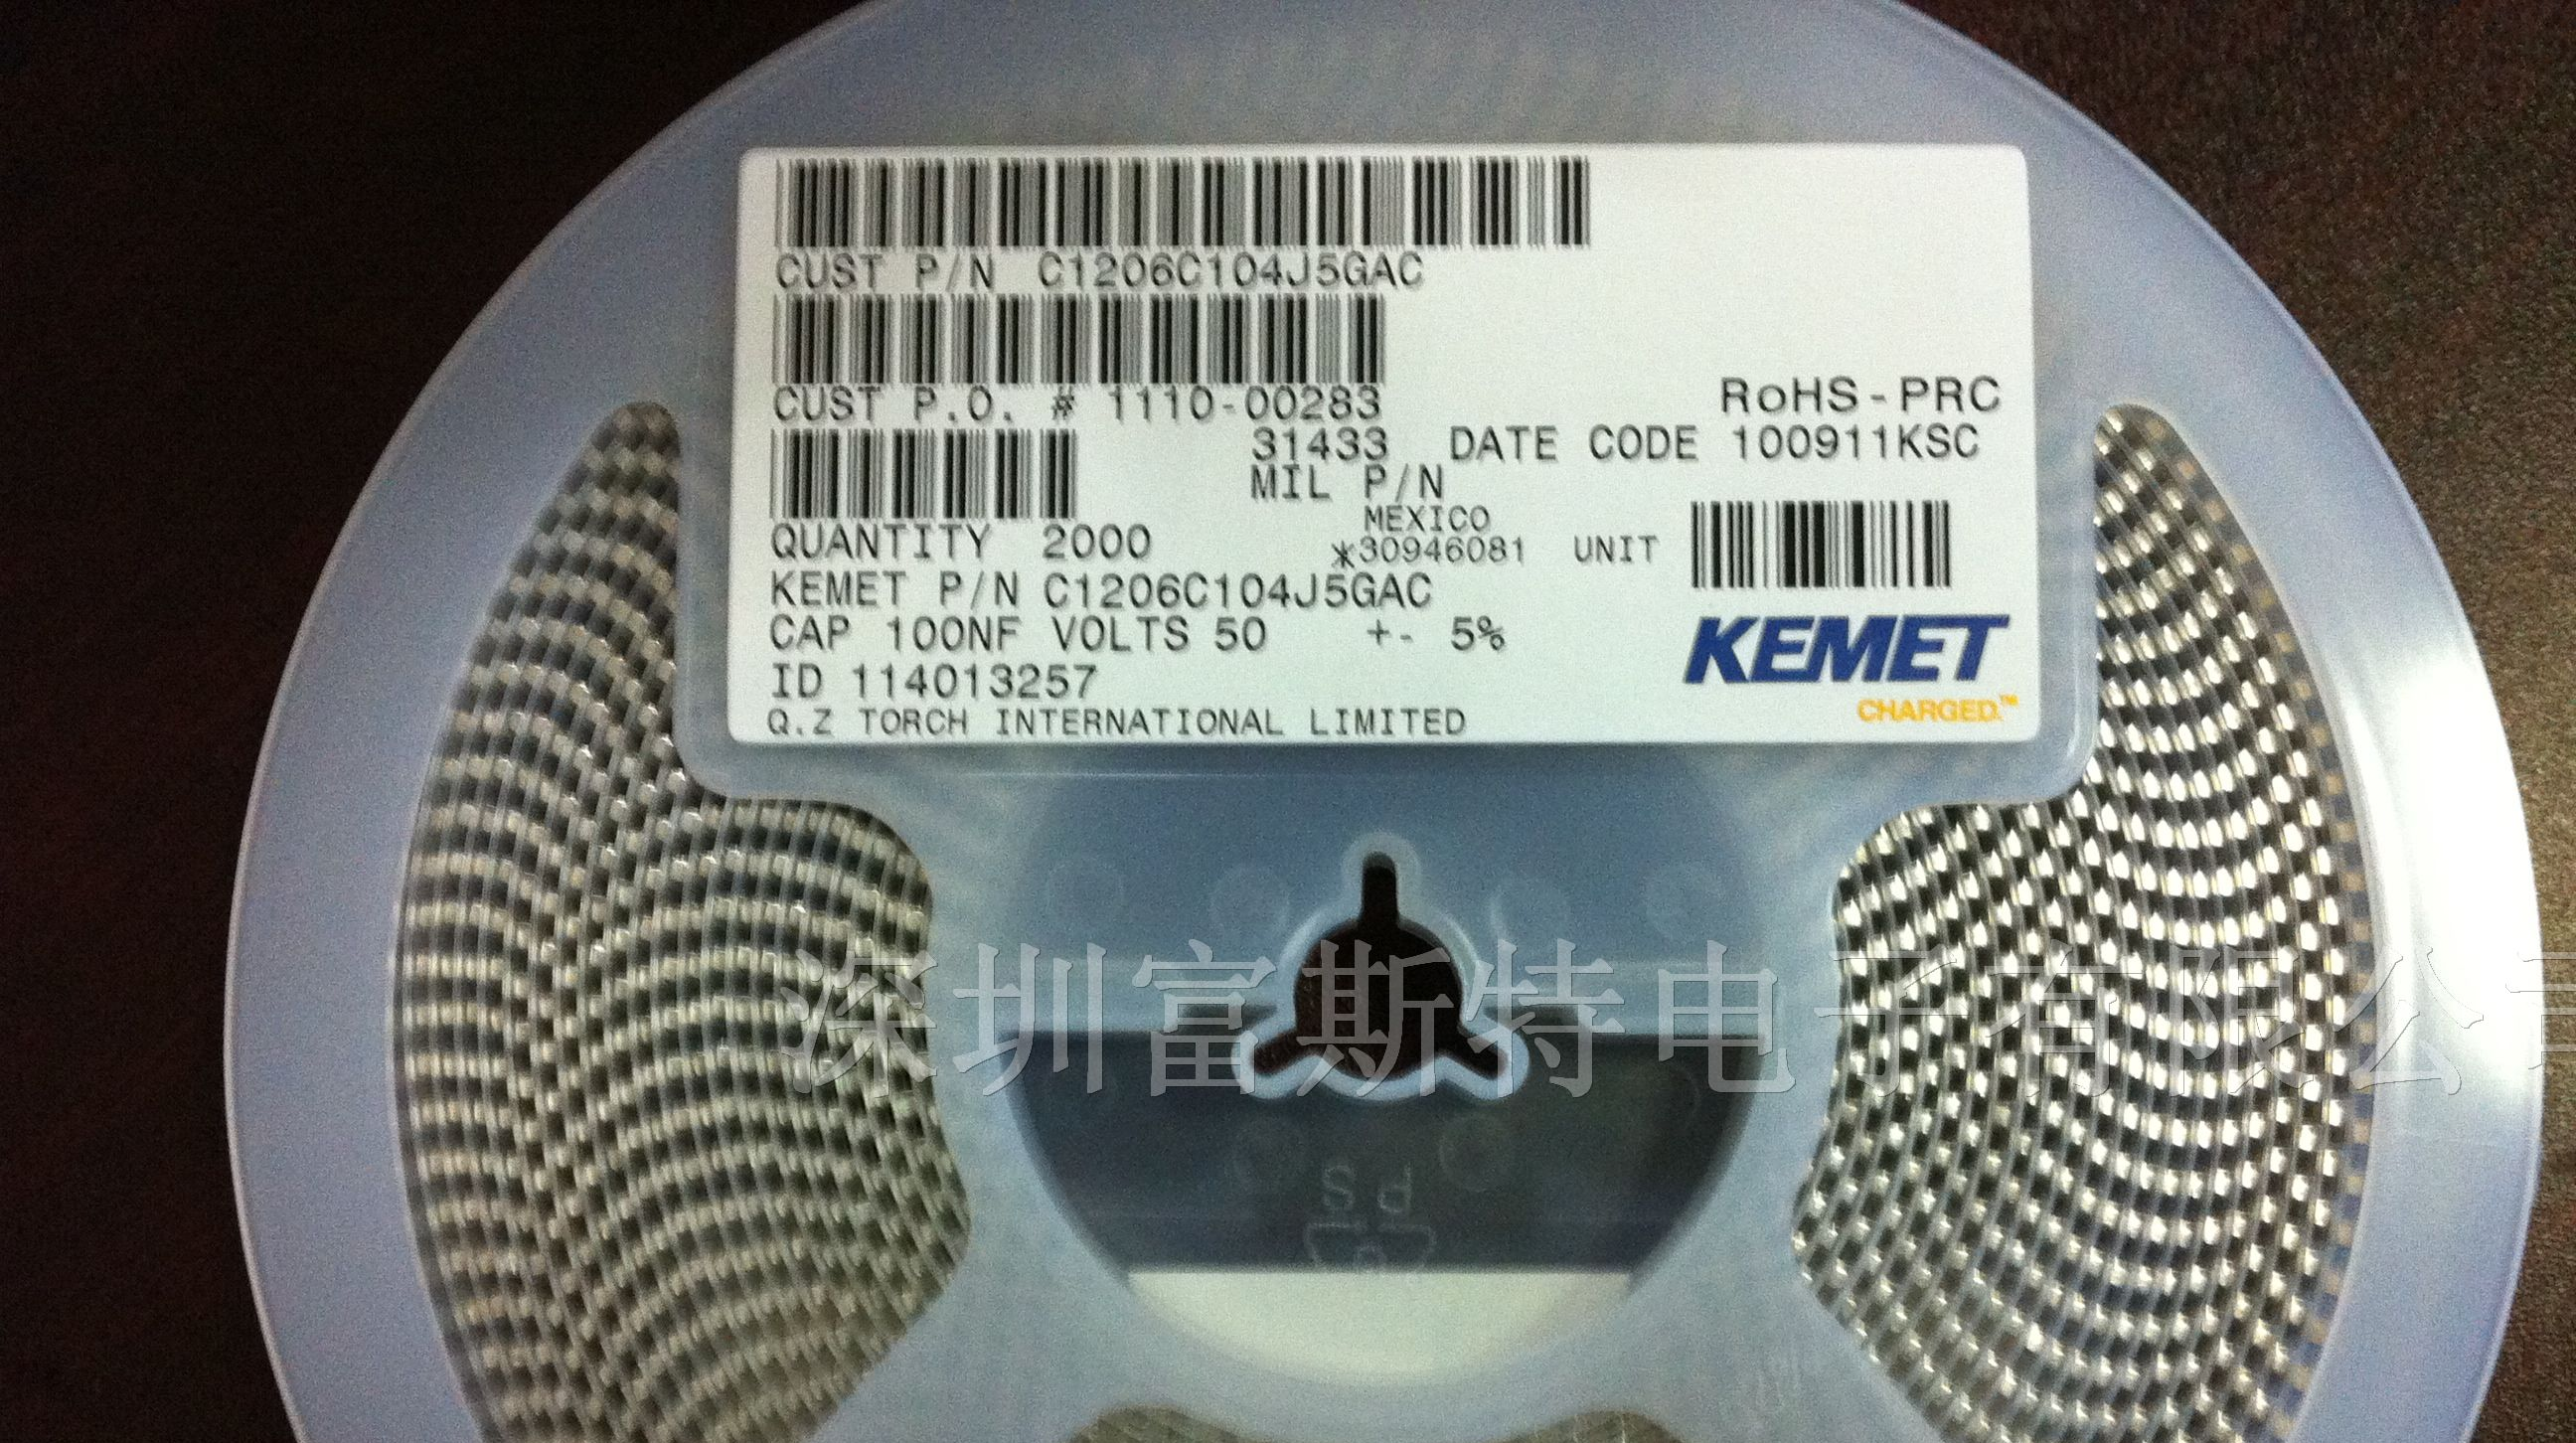 CUST P/N C1206C104J5GAC
CUST P.O. # 1110-00283
RoHS-PRC
31433 DATE CODE 100911KSC
MIL P/N
MEXICO
QUANTITY 2000
*30946081 UNIT
KEMET P/N C1206C104J5GAC
CAP 100NF VOLTS 50 +- 5%
KEMET
CHARGED.™
ID 114013257
Q.Z TORCH INTERNATIONAL LIMITED
深圳富斯特电子有限公司
PS